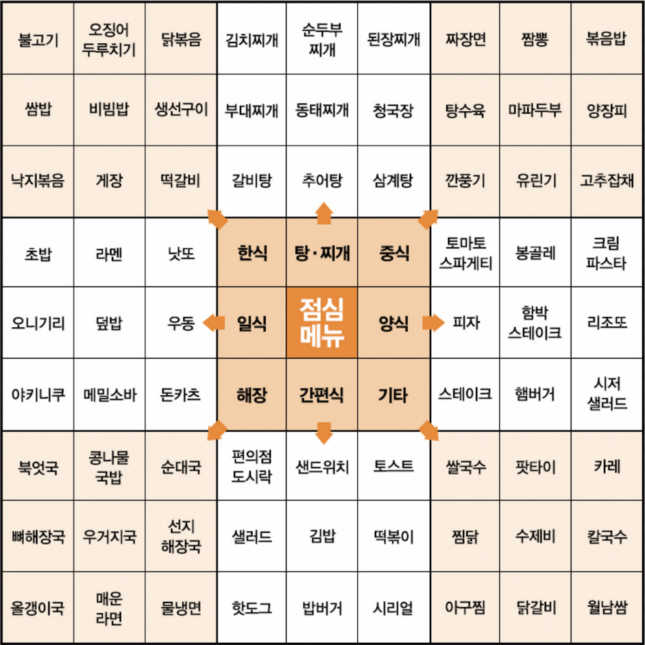 불고기
오징어
두루치기
닭볶음
김치찌개
순두부
찌개
된장찌개
짜장면
짬뽕
볶음밥
쌈밥
비빔밥
생선구이
부대찌개
동태찌개
청국장
탕수육
마파두부
양장피
낙지볶음
게장
떡갈비
갈비탕
추어탕
삼계탕
깐풍기
유린기
고추잡채
초밥
라멘
낫또
한식
탕·찌개
중식
토마토
스파게티
봉골레
크림
파스타
오니기리
덮밥
우동
일식
점심
메뉴
양식
피자
함박
스테이크
리조또
야키니쿠
메밀소바
돈카츠
해장
간편식
기타
스테이크
햄버거
시저
샐러드
북엇국
콩나물
국밥
순대국
편의점
도시락
샌드위치
토스트
쌀국수
팟타이
카레
뼈해장국
우거지국
선지
해장국
샐러드
김밥
떡볶이
찜닭
수제비
칼국수
올갱이국
매운
라면
물냉면
핫도그
밥버거
시리얼
아구찜
닭갈비
월남쌈